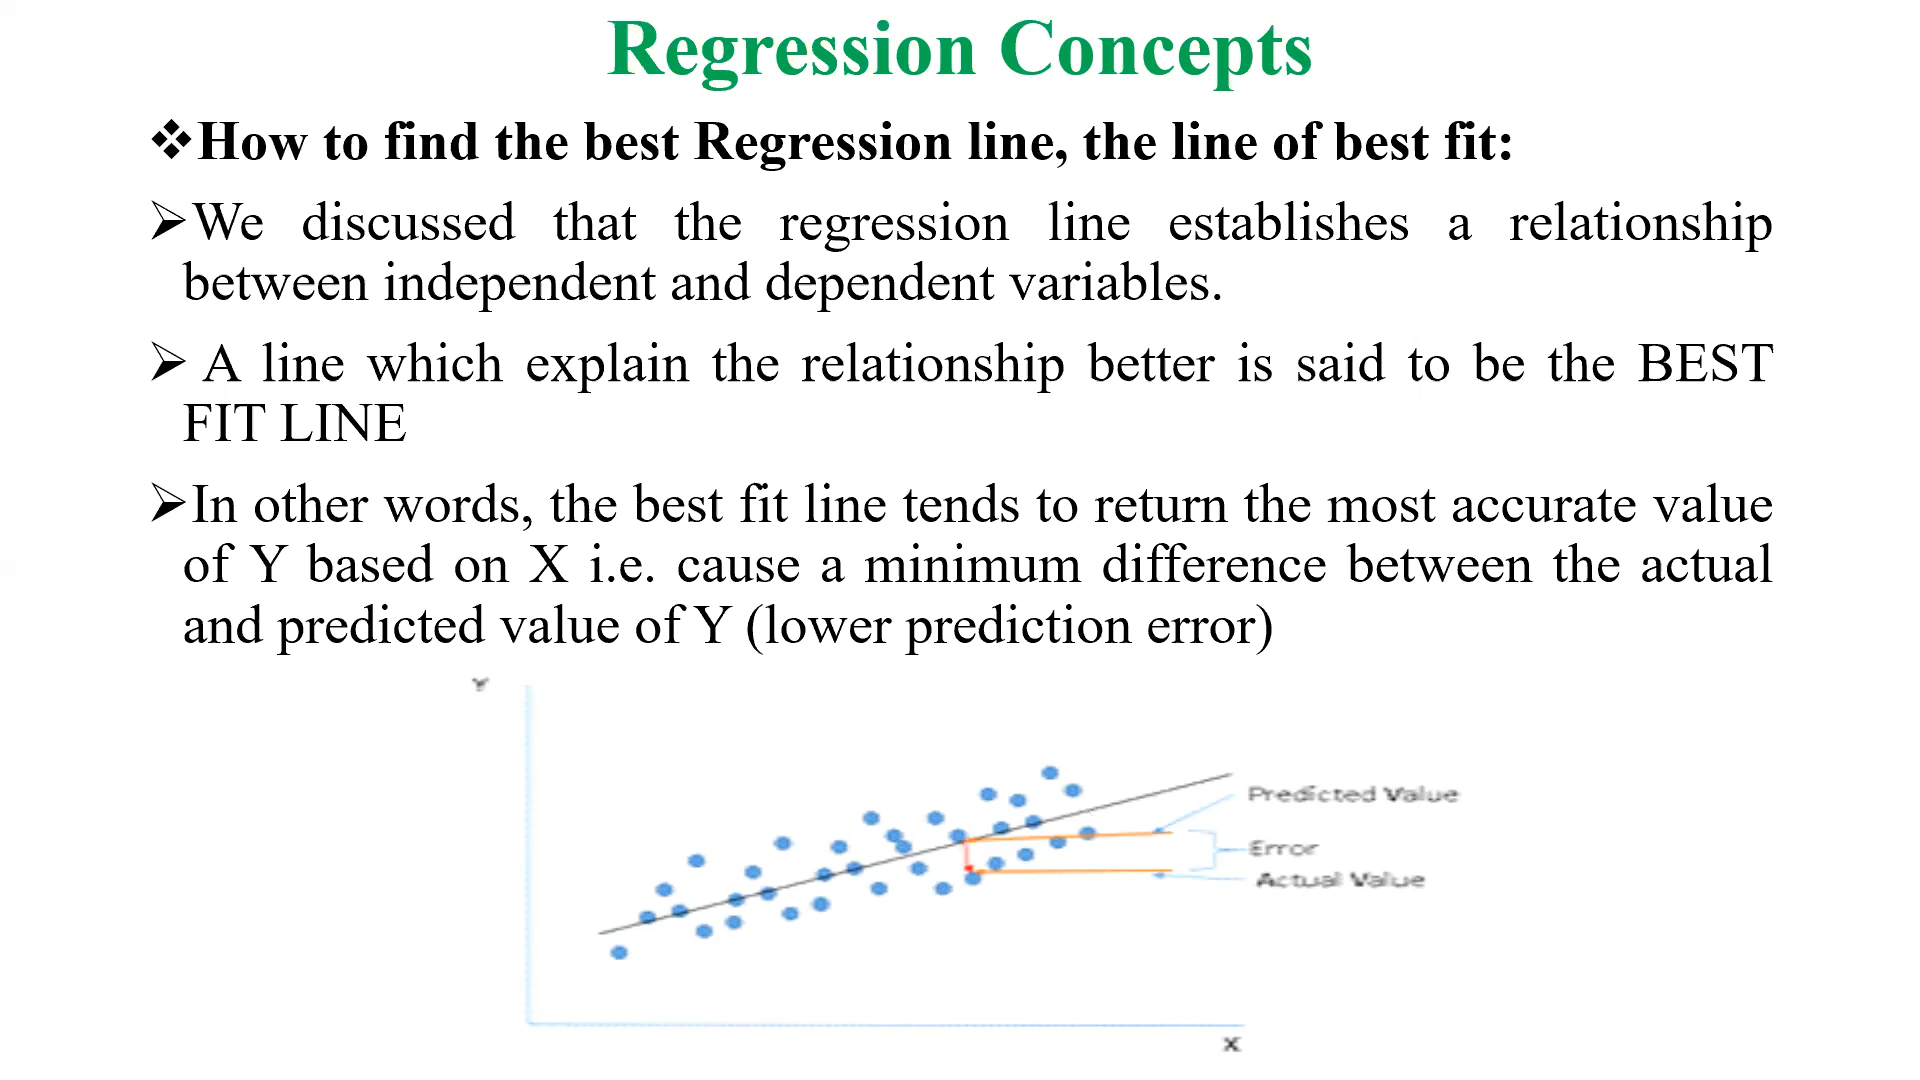 Regression Concepts
❖How to find the best Regression line, the line of best fit:
➢We discussed that the regression line establishes a relationship
between independent and dependent variables.
➢ A line which explain the relationship better is said to be the BEST
FIT LINE
➢In other words, the best fit line tends to return the most accurate value
of Y based on X i.e. cause a minimum difference between the actual
and predicted value of Y (lower prediction error)
Y
Predicted Value
Error
Actual Value
X